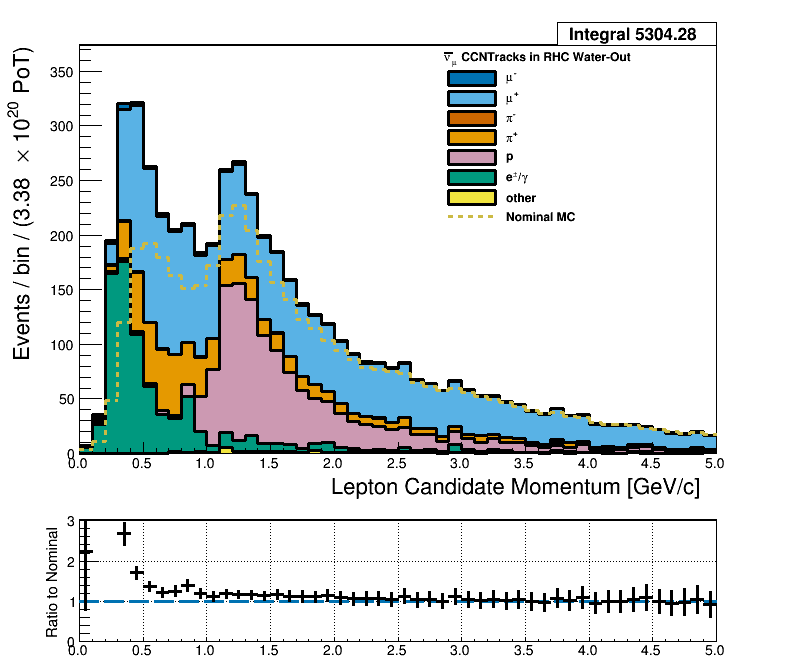 Integral 5304.28
ν̅μ CCNTracks in RHC Water-Out
μ⁻
μ⁺
π⁻
π⁺
p
e±/γ
other
Nominal MC
Events / bin / (3.38 × 10²⁰ PoT)
350
300
250
200
150
100
50
0
0.0 0.5 1.0 1.5 2.0 2.5 3.0 3.5 4.0 4.5 5.0
Lepton Candidate Momentum [GeV/c]
Ratio to Nominal
3
2
1
0
0.0 0.5 1.0 1.5 2.0 2.5 3.0 3.5 4.0 4.5 5.0